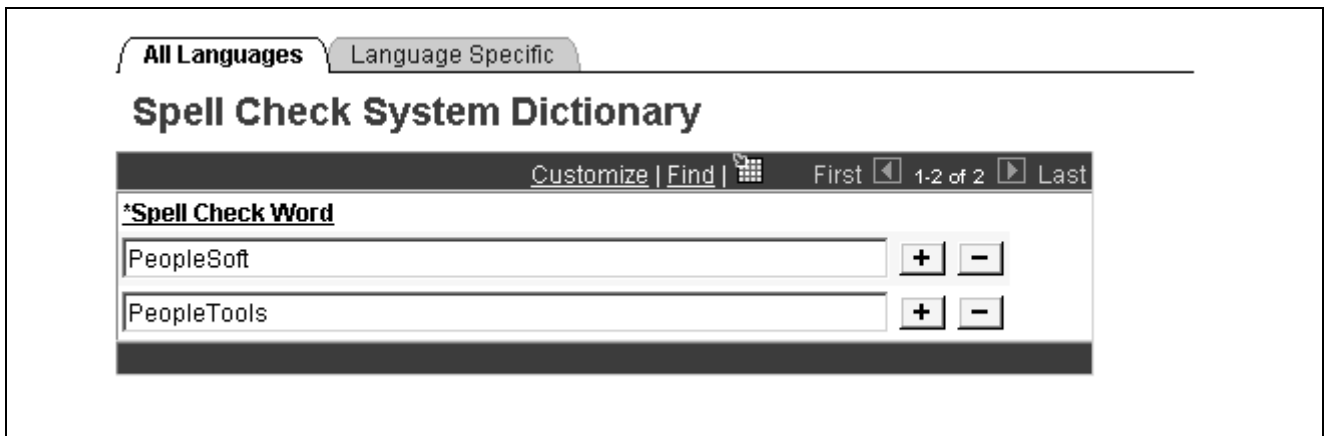 All Languages Language Specific
Spell Check System Dictionary
Customize | Find | First 1-2 of 2 Last
*Spell Check Word
PeopleSoft + −
PeopleTools + −